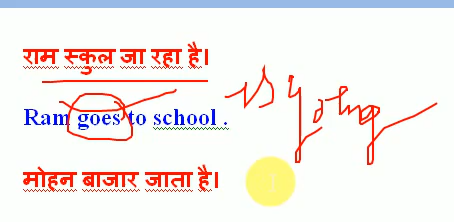 राम स्कुल जा रहा है।
Ram goes to school .
is going
मोहन बाजार जाता है।